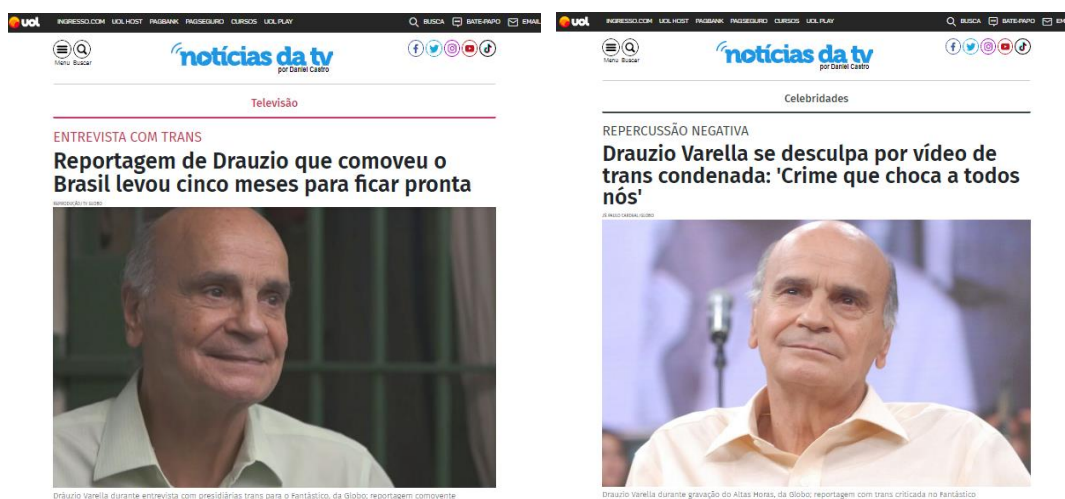 uol
INGRESSO.COM UOL HOST PAGBANK PAGSEGURO CURSOS UOL PLAY BUSCA BATE-PAPO EMAIL
Menu Buscar
notícias da tv
por Daniel Castro
Televisão
ENTREVISTA COM TRANS
Reportagem de Drauzio que comoveu o
Brasil levou cinco meses para ficar pronta
REPRODUÇÃO/TV GLOBO
Dráuzio Varella durante entrevista com presidiárias trans para o Fantástico, da Globo; reportagem comovente
uol
INGRESSO.COM UOL HOST PAGBANK PAGSEGURO CURSOS UOL PLAY BUSCA BATE-PAPO EM
Menu Buscar
notícias da tv
por Daniel Castro
Celebridades
REPERCUSSÃO NEGATIVA
Drauzio Varella se desculpa por vídeo de
trans condenada: 'Crime que choca a todos
nós'
Drauzio Varella durante gravação do Altas Horas, da Globo; reportagem com trans criticada no Fantástico